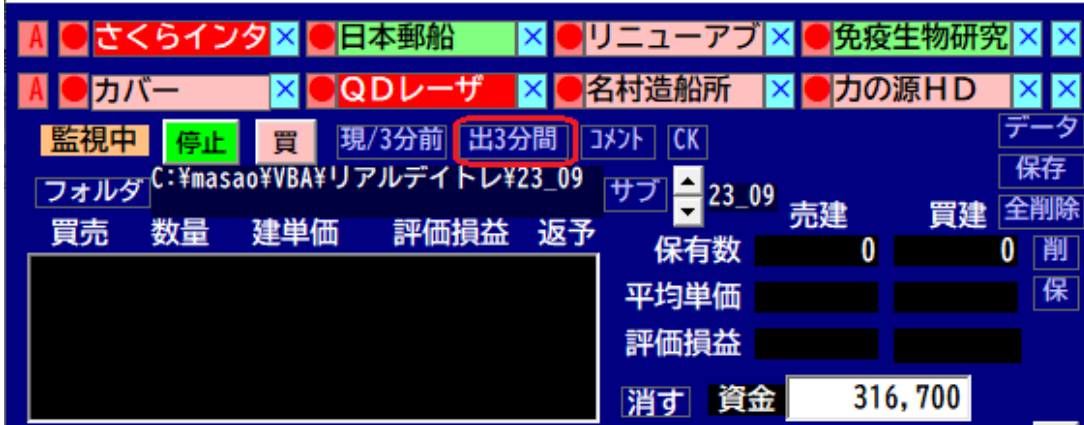 A さくらインタ × 日本郵船 × リニューアブ × 免疫生物研究 × ×
A カバー × QDレーザ × 名村造船所 × 力の源HD × ×
監視中 停止 買 現/3分前 出3分間 コメント CK データ
保存
フォルダ C:¥masao¥VBA¥リアルデイトレ¥23_09 サブ 23_09 全削除
買売 数量 建単価 評価損益 返予 売建 買建
保有数 0 0 削
平均単価 保
評価損益
消す 資金 316,700